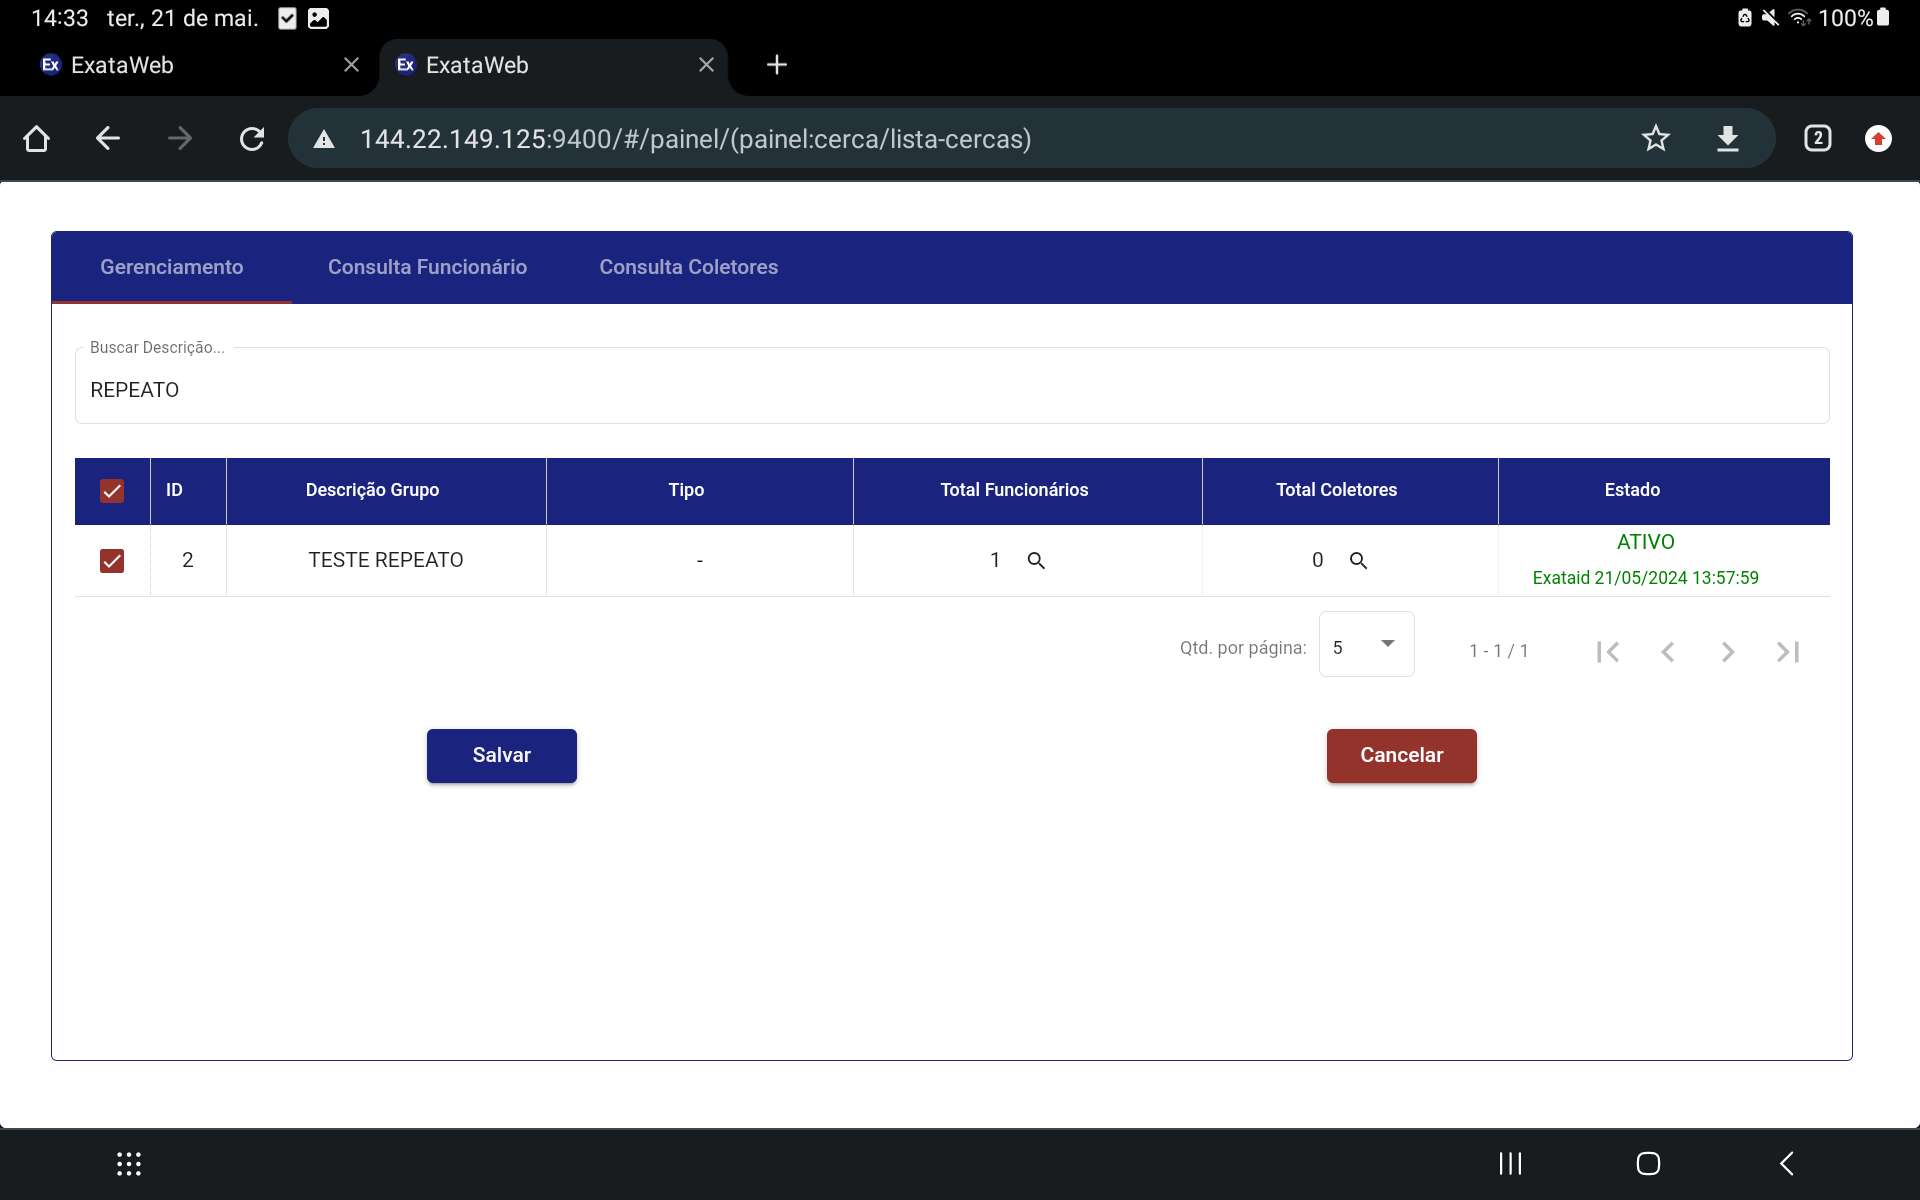 14:33 ter., 21 de mai. 100%
Ex ExataWeb Ex ExataWeb
144.22.149.125:9400/#/painel/(painel:cerca/lista-cercas) 2
Gerenciamento Consulta Funcionário Consulta Coletores
Buscar Descrição...
REPEATO
ID Descrição Grupo Tipo Total Funcionários Total Coletores Estado
2 TESTE REPEATO - 1 0 ATIVO
Exataid 21/05/2024 13:57:59
Qtd. por página: 5 1 - 1 / 1
Salvar Cancelar